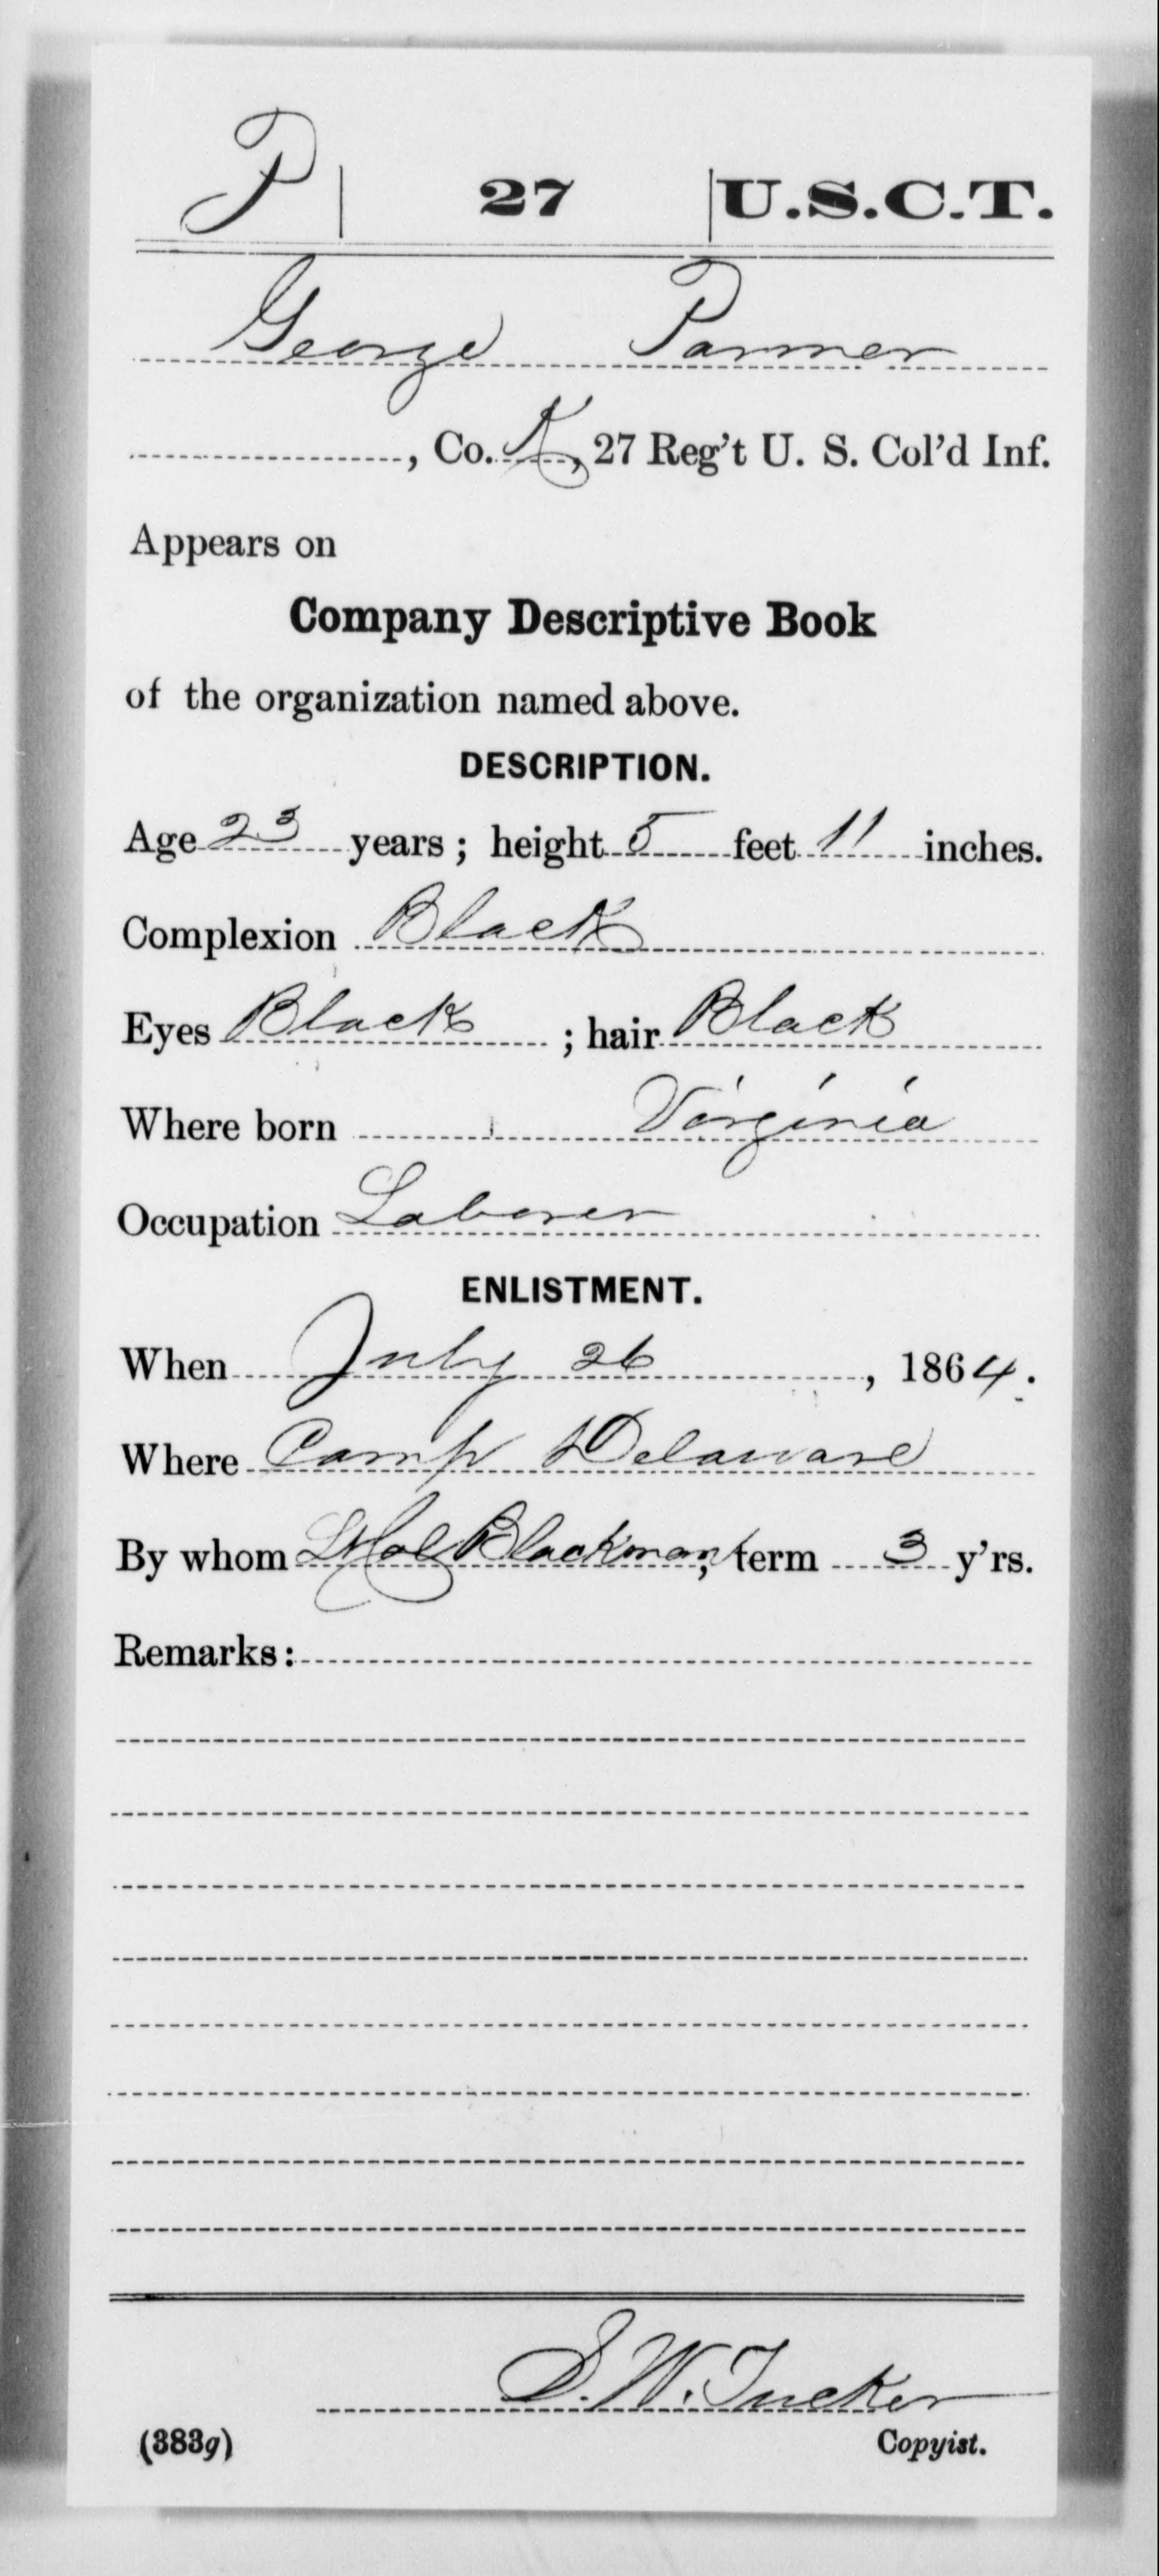 P | 27 | U.S.C.T.
George Parmer
, Co. K, 27 Reg't U. S. Col'd Inf.
Appears on
Company Descriptive Book
of the organization named above.
DESCRIPTION.
Age 23 years; height 5 feet 11 inches.
Complexion Black
Eyes Black ; hair Black
Where born Virginia
Occupation Laborer
ENLISTMENT.
When July 26, 1864.
Where Camp Delaware
By whom Lt Col Blackman, term 3 y'rs.
Remarks:
S. W. Tucker
(383g) Copyist.